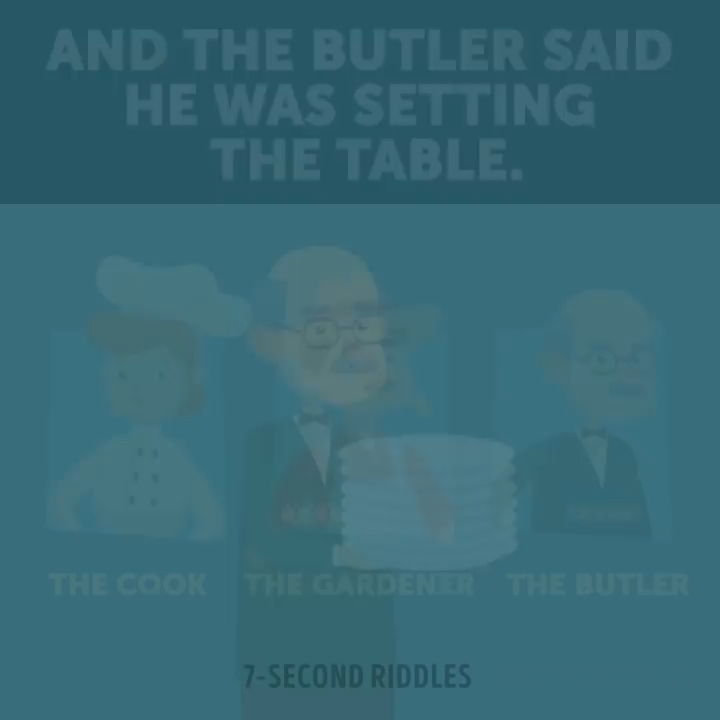 AND THE BUTLER SAID
HE WAS SETTING
THE TABLE.
THE COOK
THE GARDENER
THE BUTLER
7-SECOND RIDDLES